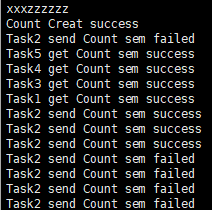 xxxzzzzzz
Count Creat success
Task2 send Count sem failed
Task5 get Count sem success
Task4 get Count sem success
Task3 get Count sem success
Task1 get Count sem success
Task2 send Count sem success
Task2 send Count sem success
Task2 send Count sem success
Task2 send Count sem failed
Task2 send Count sem failed
Task2 send Count sem failed
Task2 send Count sem failed